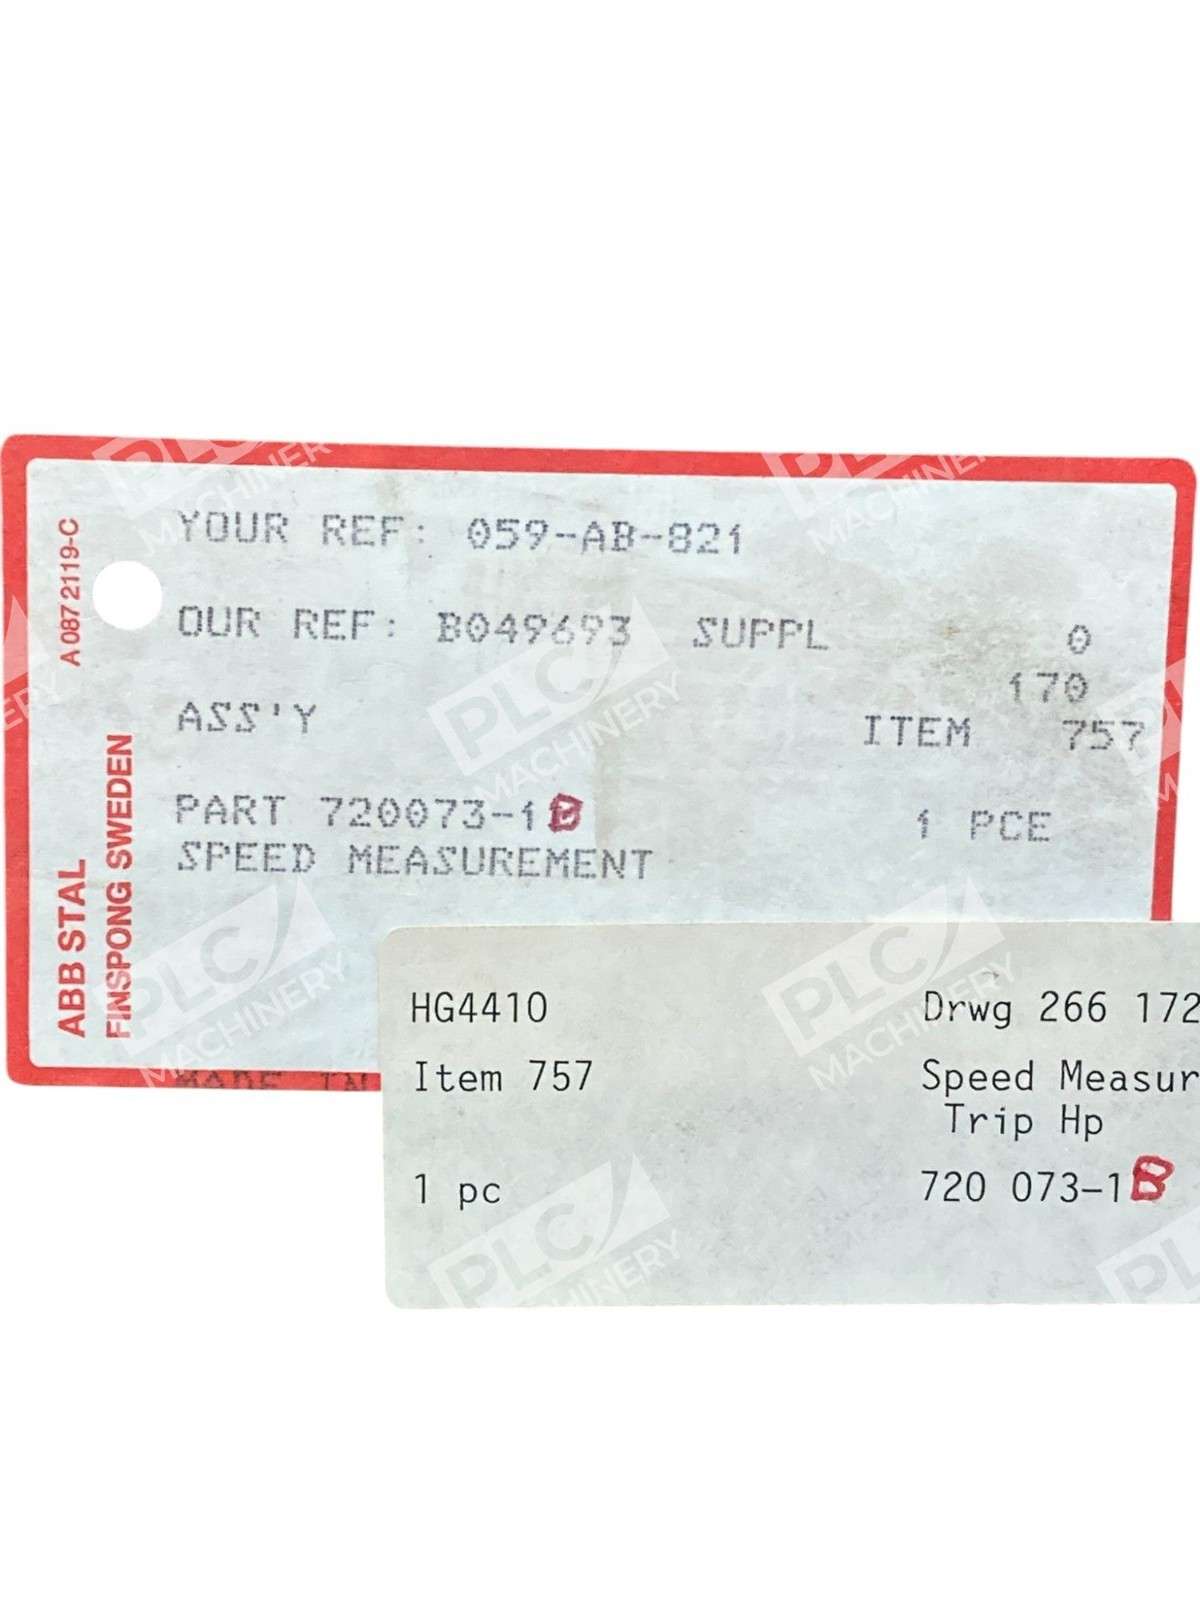 A 087 2119-C
ABB STAL
FINSPONG SWEDEN
YOUR REF: 059-AB-821
OUR REF: B049693 SUPPL 0
170
ASS'Y ITEM 757
PART 720073-1B 1 PCE
SPEED MEASUREMENT
MADE IN
HG4410 Drwg 266 172
Item 757 Speed Measur
Trip Hp
1 pc 720 073-1B
PLC MACHINERY